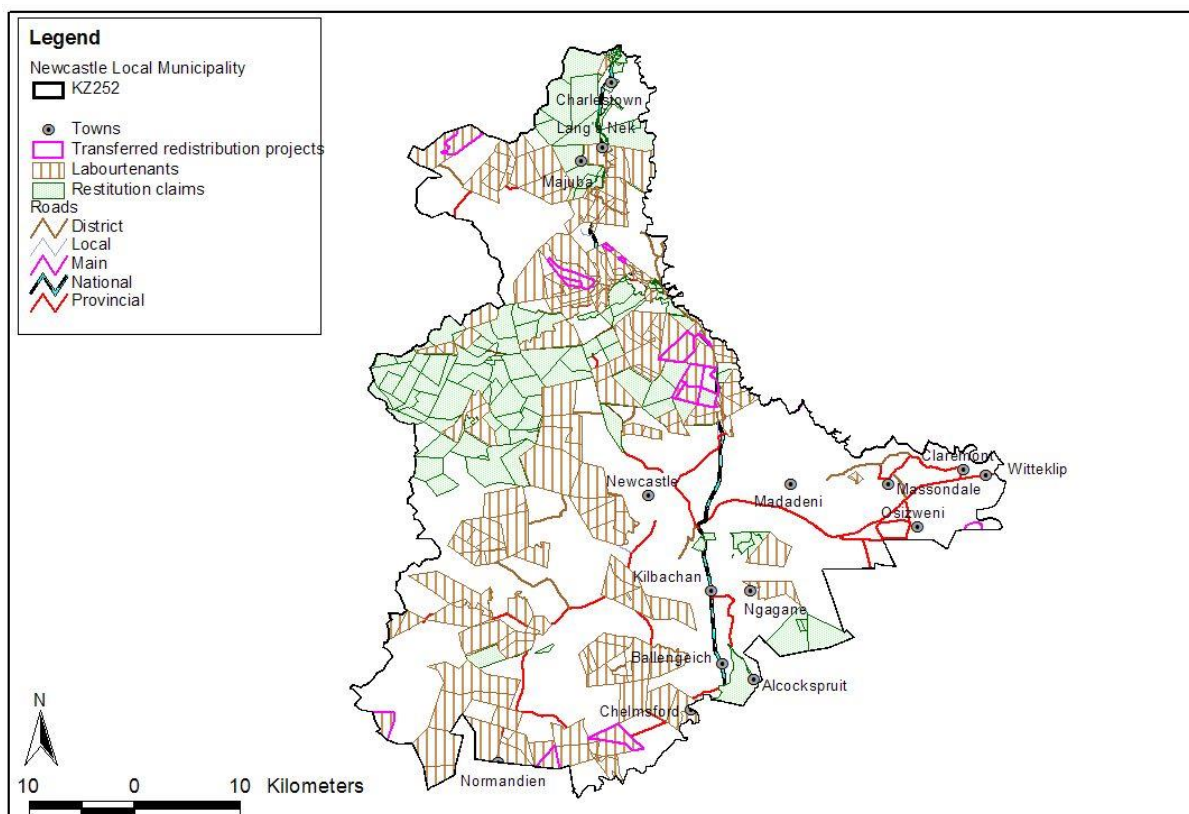 Legend
Newcastle Local Municipality
KZ252
Towns
Transferred redistribution projects
Labourtenants
Restitution claims
Roads
District
Local
Main
National
Provincial
Charlestown
Lang's Nek
Majuba
Claremont
Witteklip
Newcastle
Madadeni
Massondale
Osizweni
Kilbachan
Ngagane
Ballengeich
Alcockspruit
Chelmsford
Normandien
N
10 0 10 Kilometers